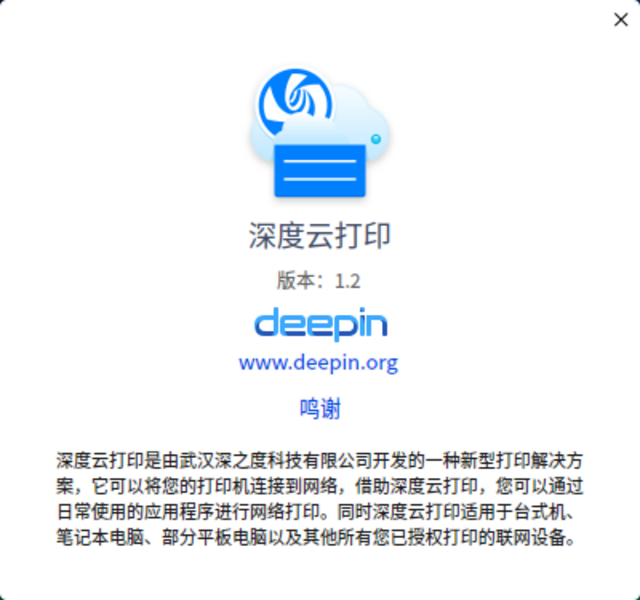 深度云打印
版本：1.2
deepin
www.deepin.org
鸣谢
深度云打印是由武汉深之度科技有限公司开发的一种新型打印解决方
案，它可以将您的打印机连接到网络，借助深度云打印，您可以通过
日常使用的应用程序进行网络打印。同时深度云打印适用于台式机、
笔记本电脑、部分平板电脑以及其他所有您已授权打印的联网设备。